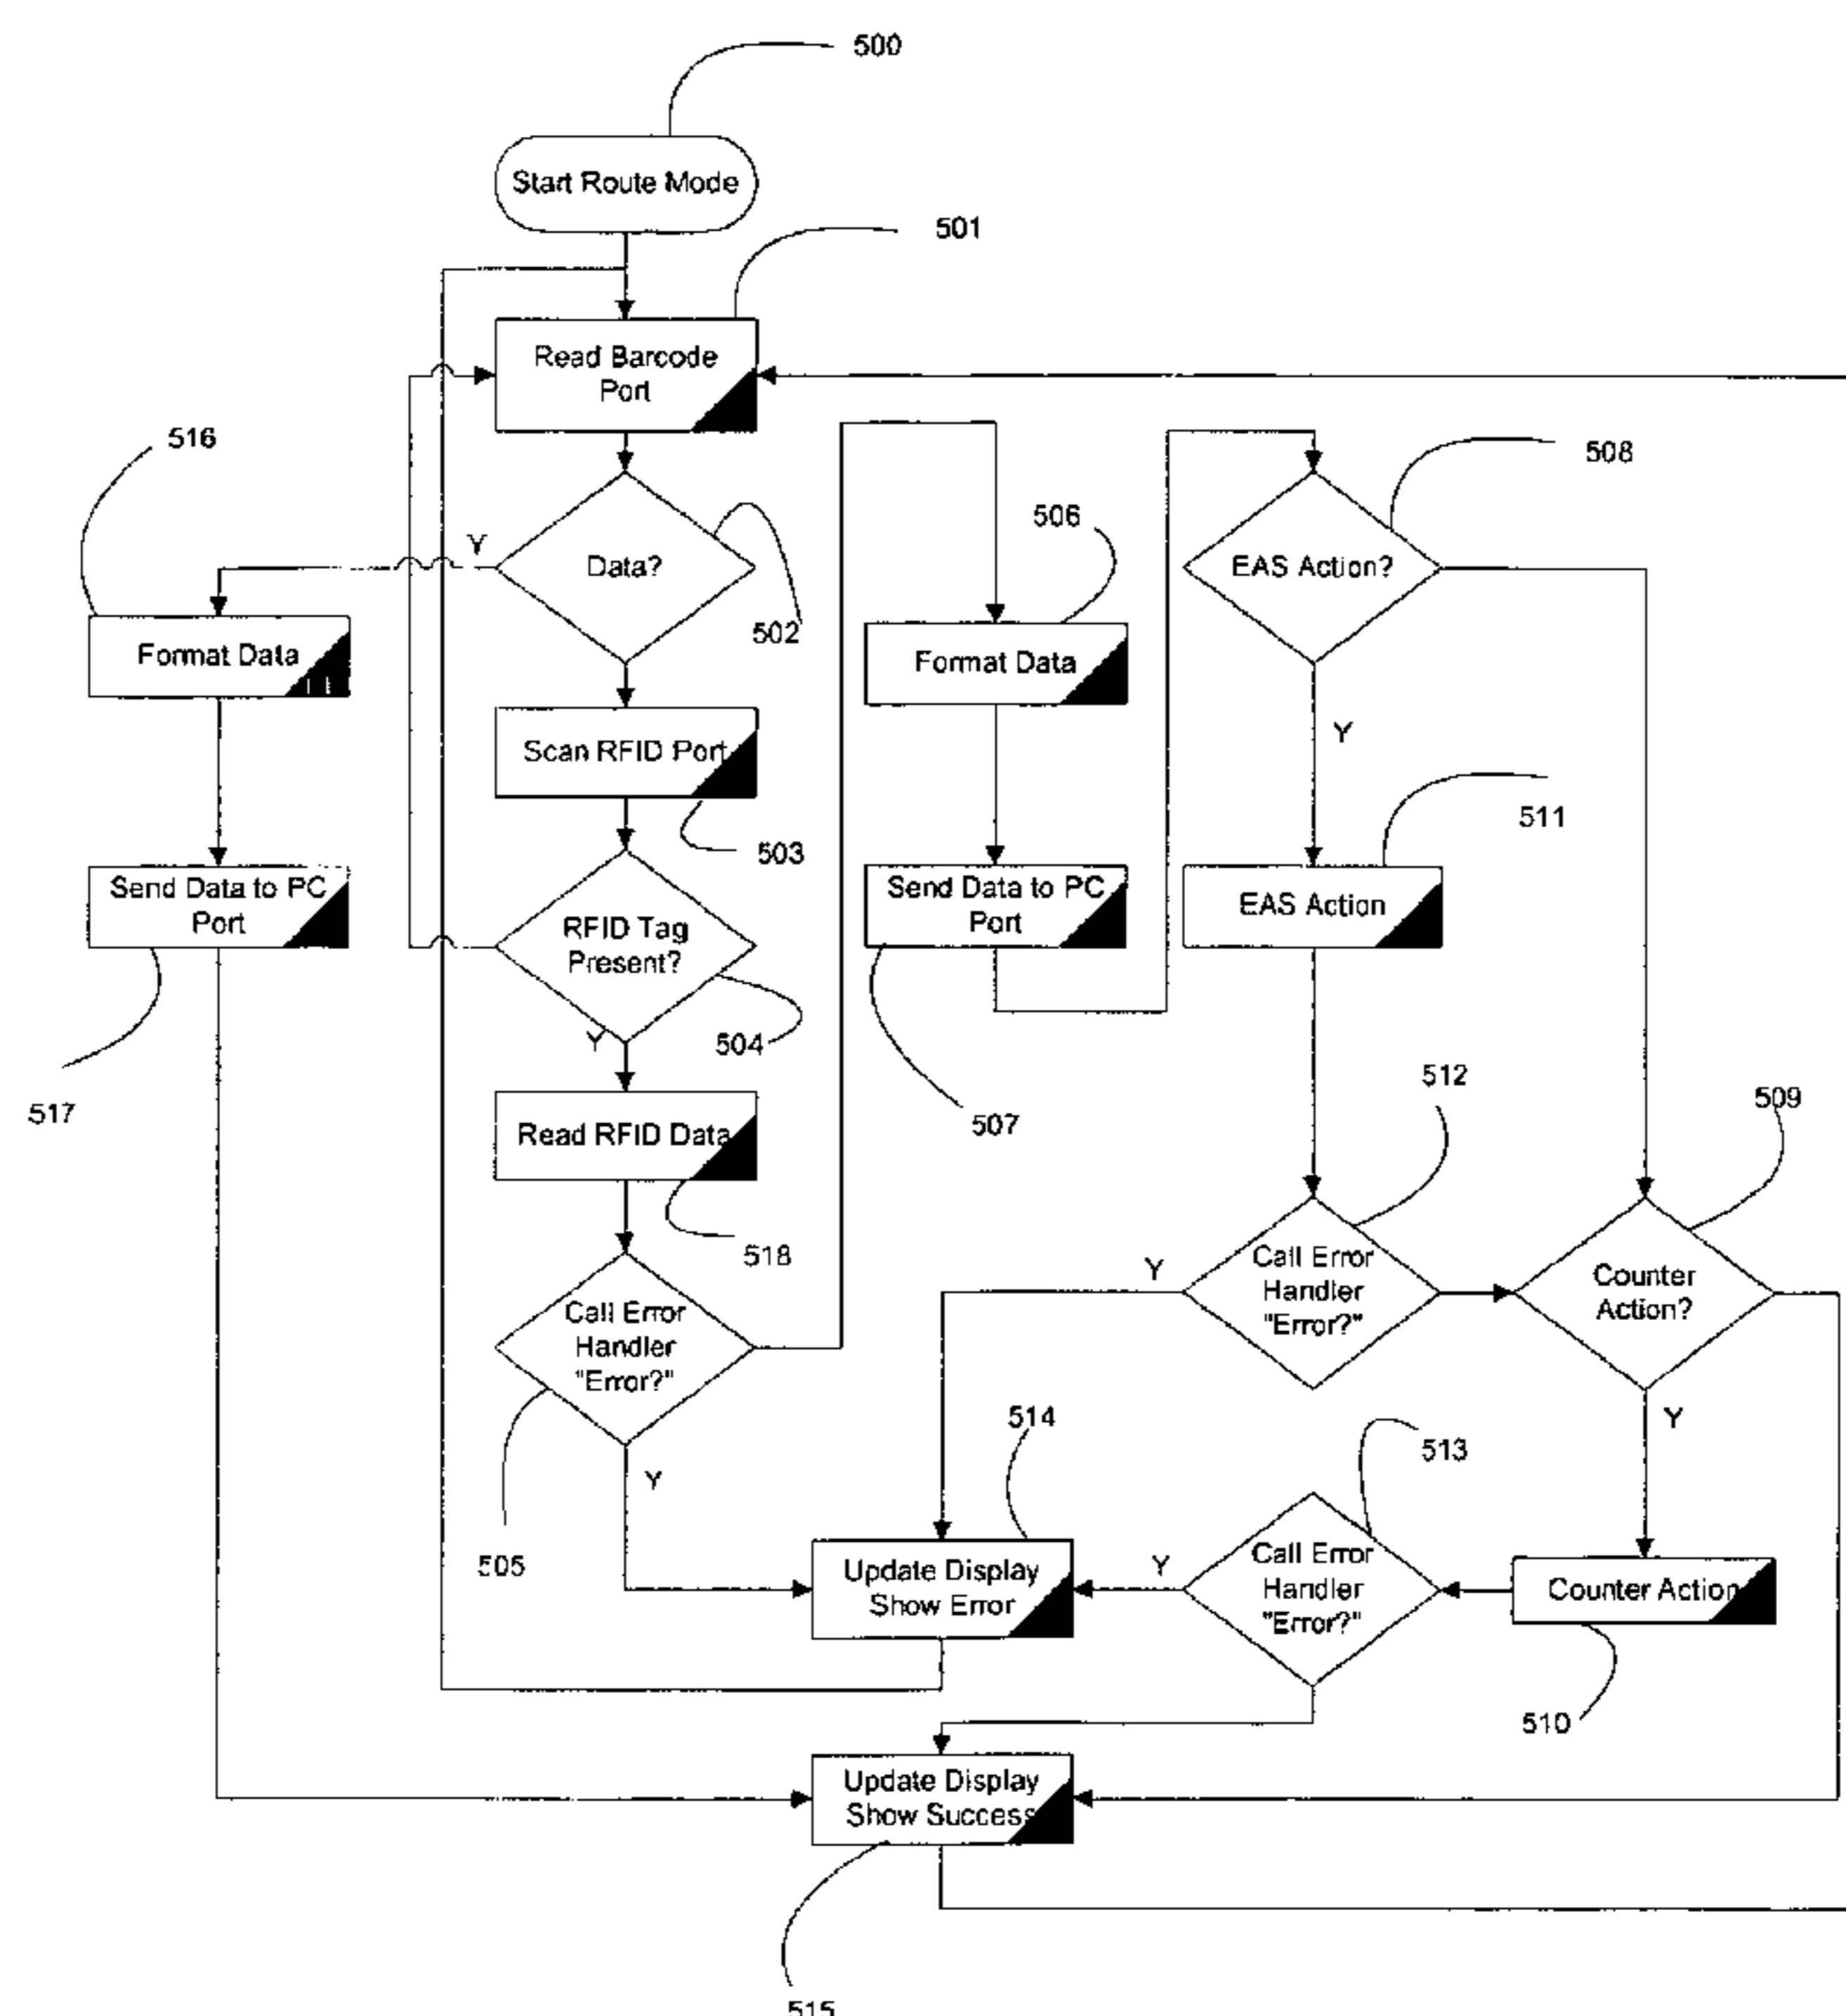 500
Start Route Mode
501
Read Barcode
Port
516
508
506
Y
Data?
EAS Action?
502
Format Data
Format Data
Y
Scan RFID Port
511
503
Send Data to PC
Port
Send Data to PC
Port
EAS Action
RFID Tag
Present?
Y
504
512
509
517
507
Read RFID Data
518
Y
Call Error
Handler
"Error?"
Counter
Action?
Call Error
Handler
"Error?"
514
Y
513
Y
505
Update Display
Show Error
Y
Call Error
Handler
"Error?"
Counter Action
510
Update Display
Show Success
515